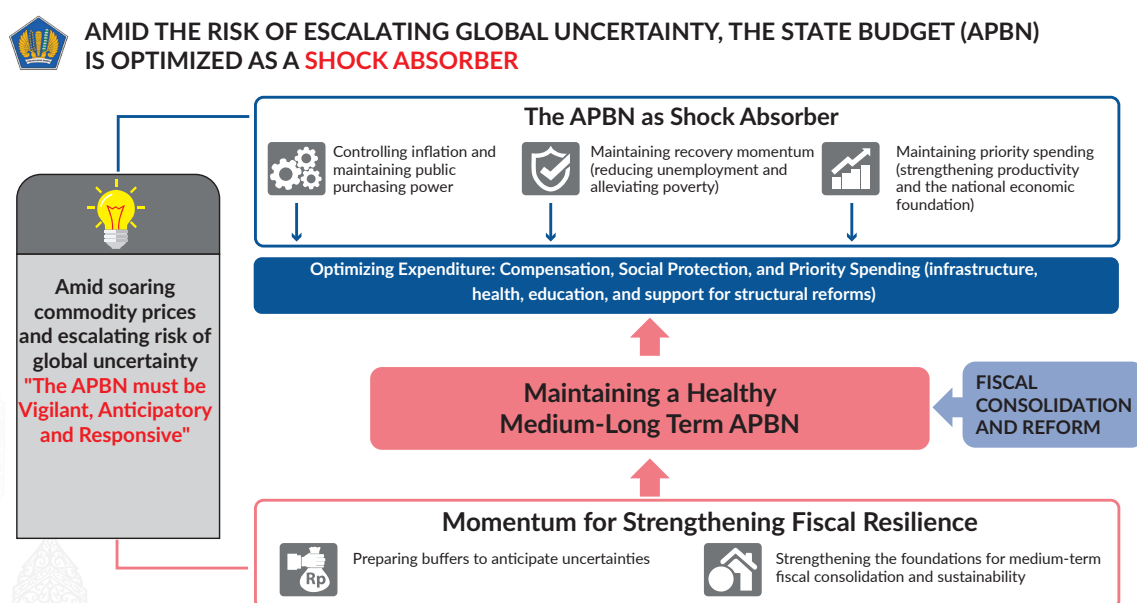 AMID THE RISK OF ESCALATING GLOBAL UNCERTAINTY, THE STATE BUDGET (APBN)
IS OPTIMIZED AS A SHOCK ABSORBER
The APBN as Shock Absorber
Controlling inflation and
maintaining public
purchasing power
Maintaining recovery momentum
(reducing unemployment and
alleviating poverty)
Maintaining priority spending
(strengthening productivity
and the national economic
foundation)
Optimizing Expenditure: Compensation, Social Protection, and Priority Spending (infrastructure,
health, education, and support for structural reforms)
Amid soaring
commodity prices
and escalating risk of
global uncertainty
"The APBN must be
Vigilant, Anticipatory
and Responsive"
Maintaining a Healthy
Medium-Long Term APBN
FISCAL
CONSOLIDATION
AND REFORM
Momentum for Strengthening Fiscal Resilience
Rp
Preparing buffers to anticipate uncertainties
Strengthening the foundations for medium-term
fiscal consolidation and sustainability